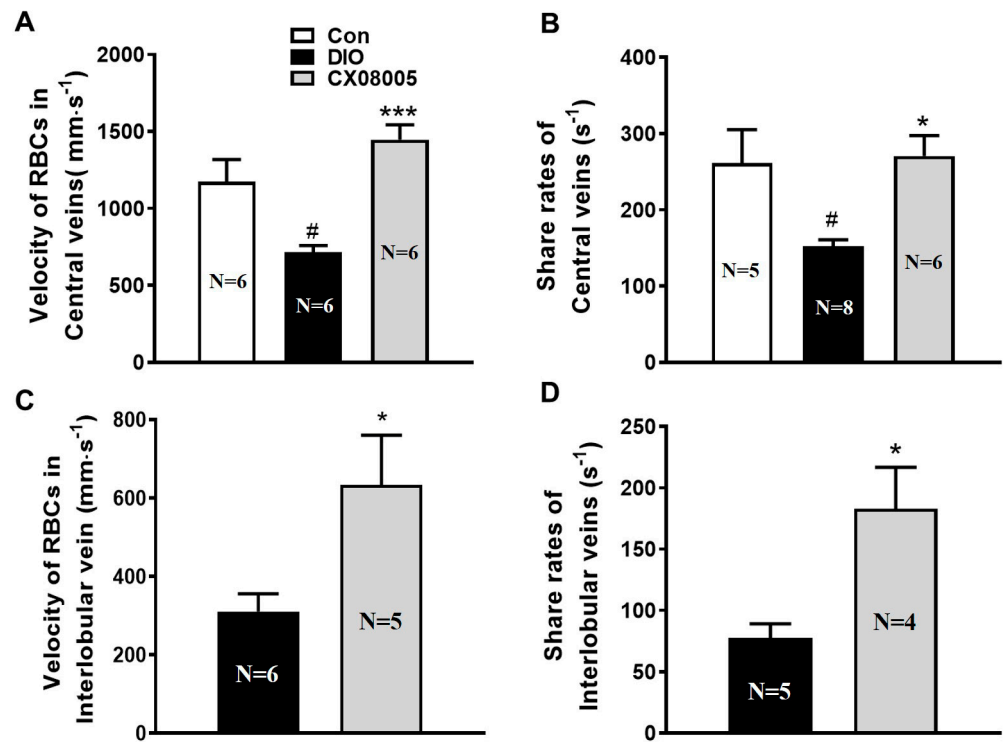 A
Con
DIO
CX08005
Velocity of RBCs in
Central veins( mm·s⁻¹)
2000
1500
1000
500
0
N=6
#
N=6
***
N=6
B
Share rates of
Central veins (s⁻¹)
400
300
200
100
0
N=5
#
N=8
*
N=6
C
Velocity of RBCs in
Interlobular vein (mm·s⁻¹)
800
600
400
200
0
N=6
*
N=5
D
Share rates of
Interlobular veins (s⁻¹)
250
200
150
100
50
0
N=5
*
N=4